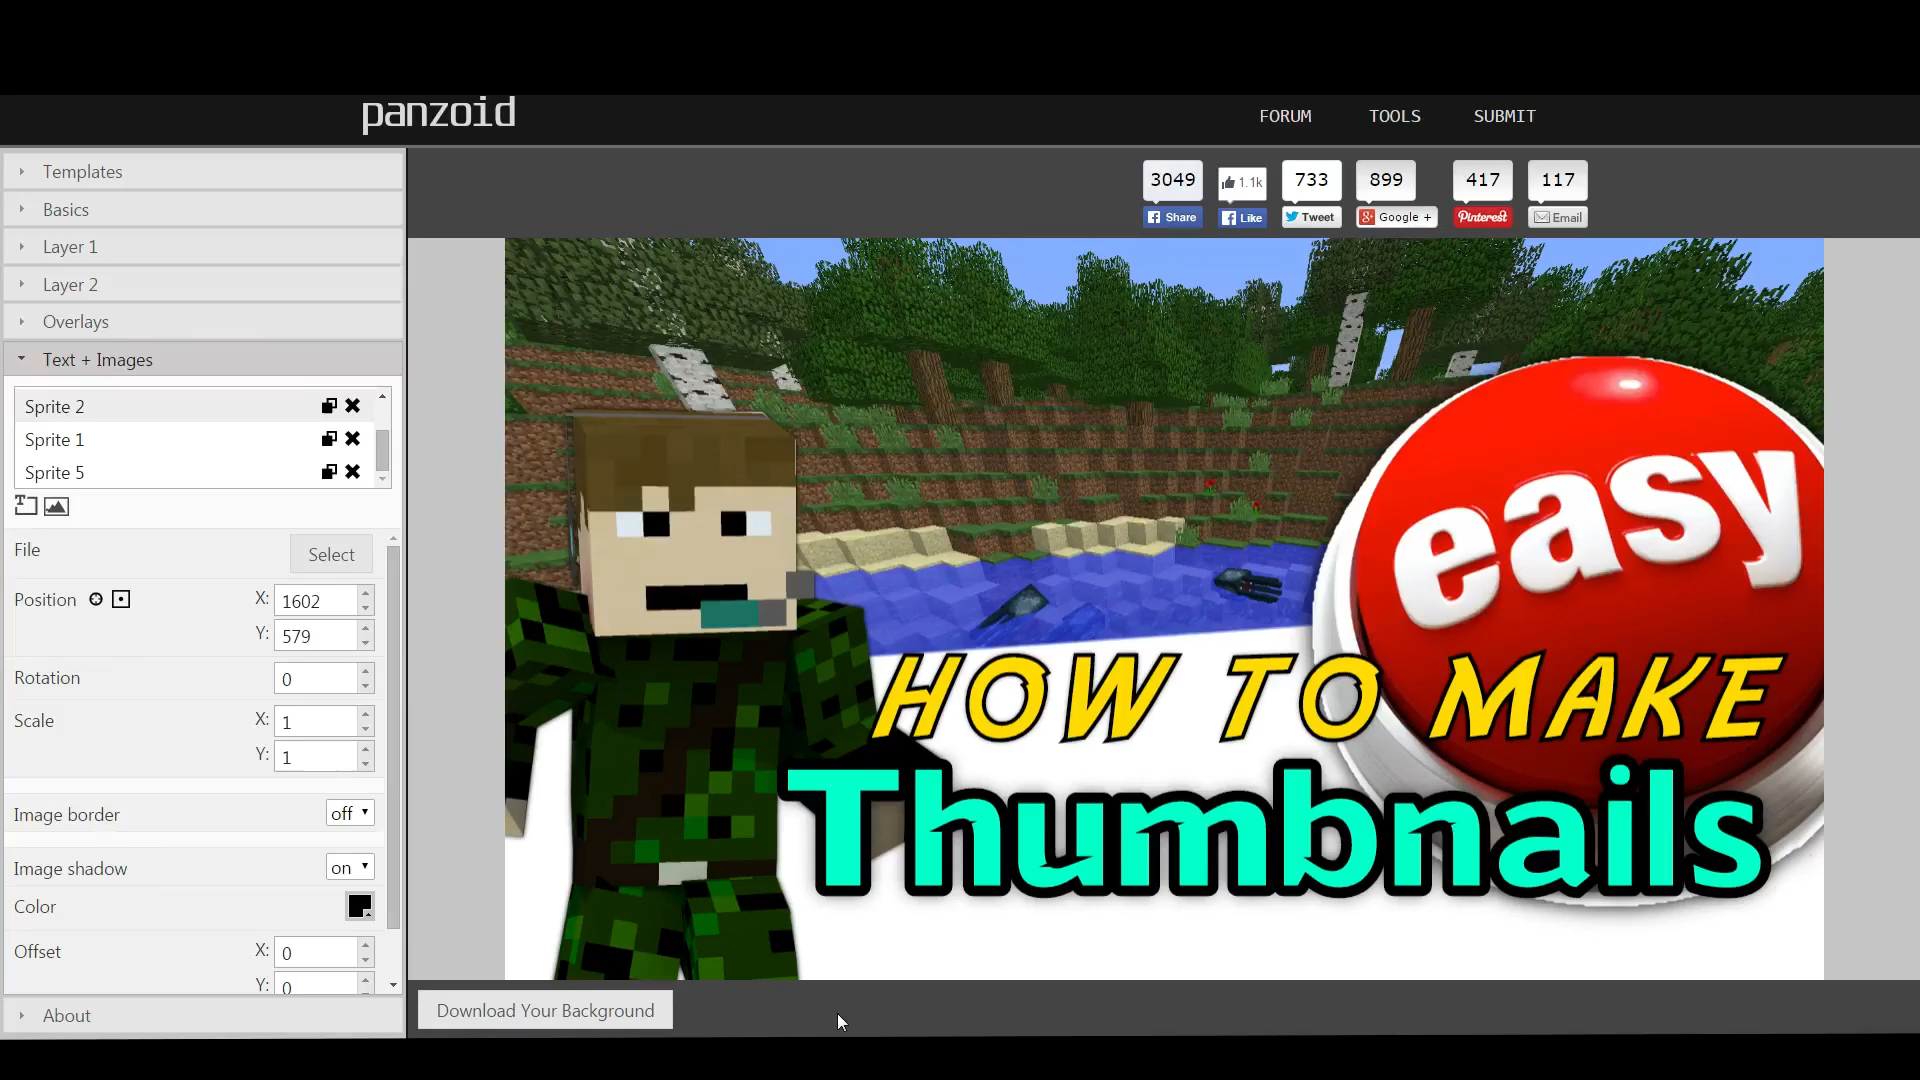 panzoid
FORUM TOOLS SUBMIT
3049 1.1k 733 899 417 117
Share Like Tweet Google + Pinterest Email
Templates
Basics
Layer 1
Layer 2
Overlays
Text + Images
Sprite 2
Sprite 1
Sprite 5
File Select
Position X: 1602
Y: 579
Rotation 0
Scale X: 1
Y: 1
Image border off
Image shadow on
Color
Offset X: 0
Y: 0
About
easy
HOW TO MAKE
Thumbnails
Download Your Background